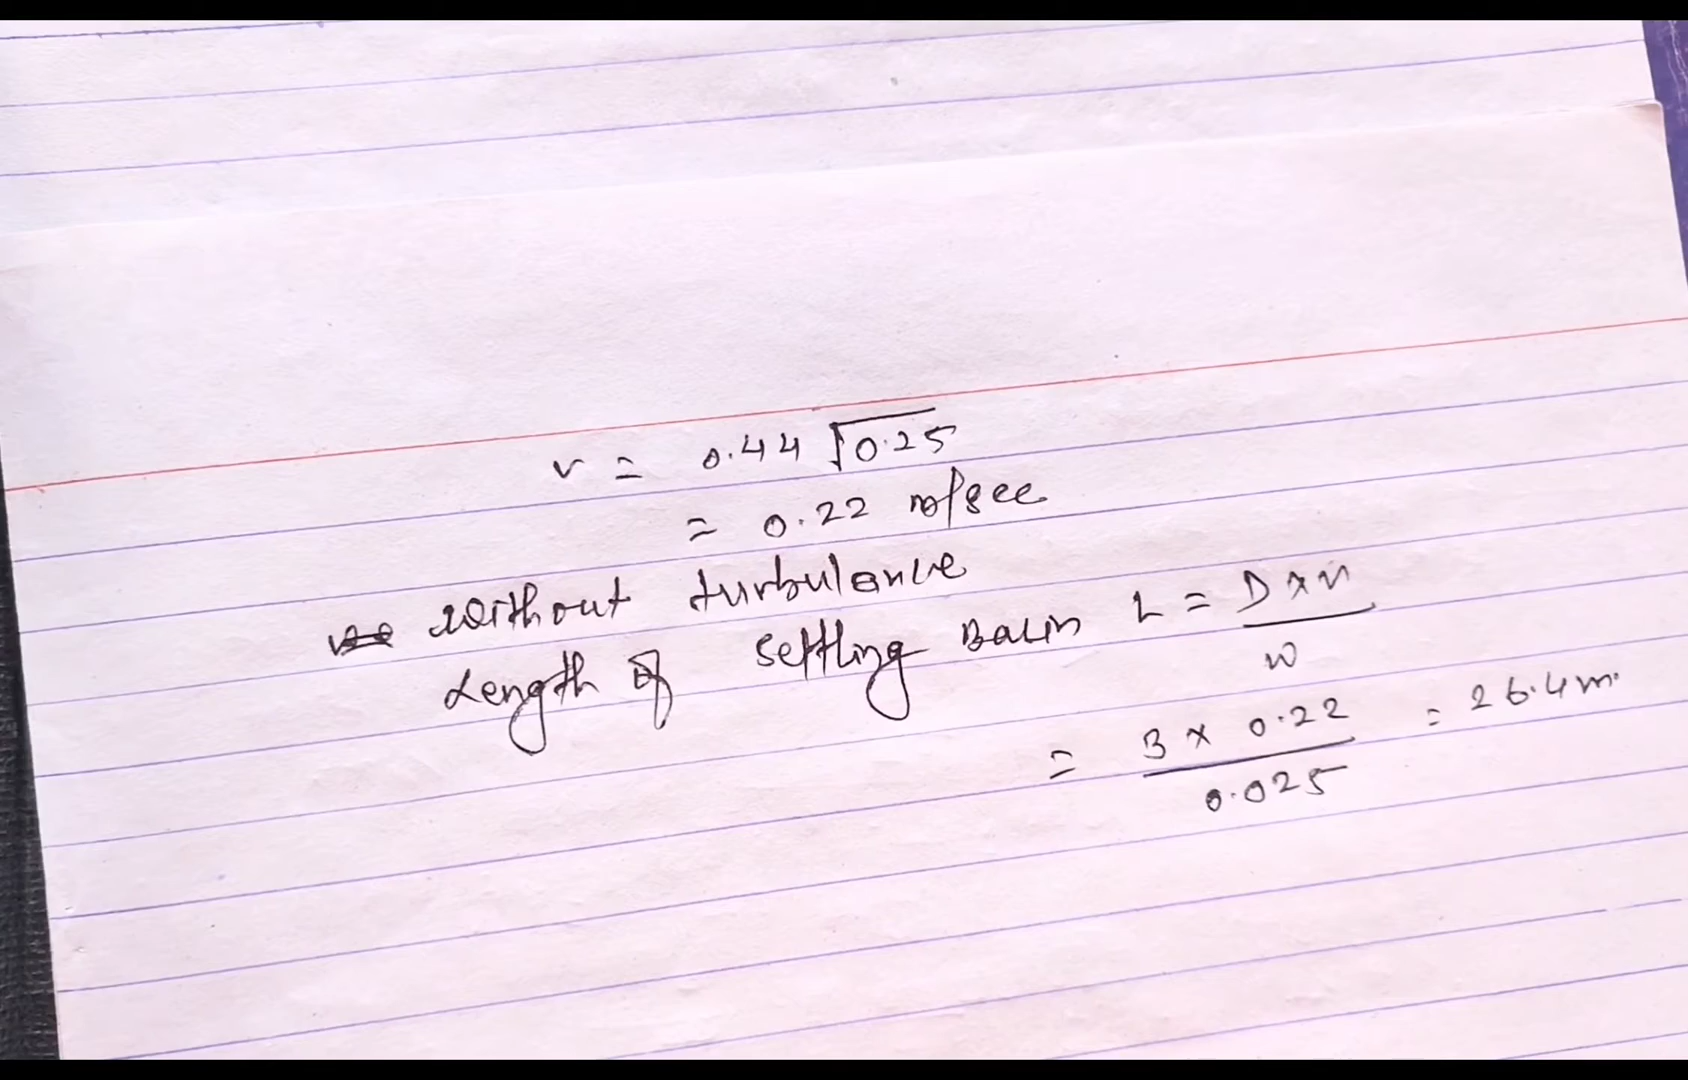 v = 0.44 √0.25
= 0.22 m/sec
without turbulance
Length of settling Basin L = D x v / w
= 3 x 0.22 / 0.025 = 26.4 m.